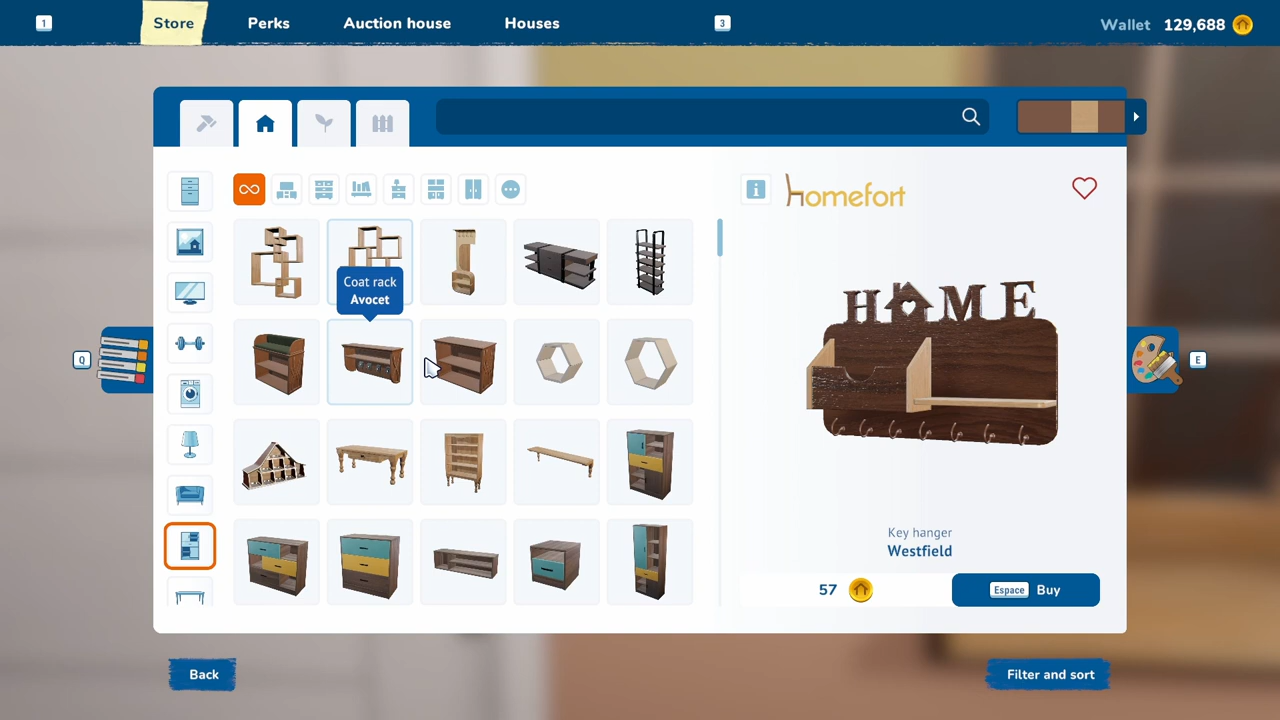 1
Store
Perks
Auction house
Houses
3
Wallet 129,688
homefort
Coat rack
Avocet
HOME
Q
E
Key hanger
Westfield
57
Espace Buy
Back
Filter and sort